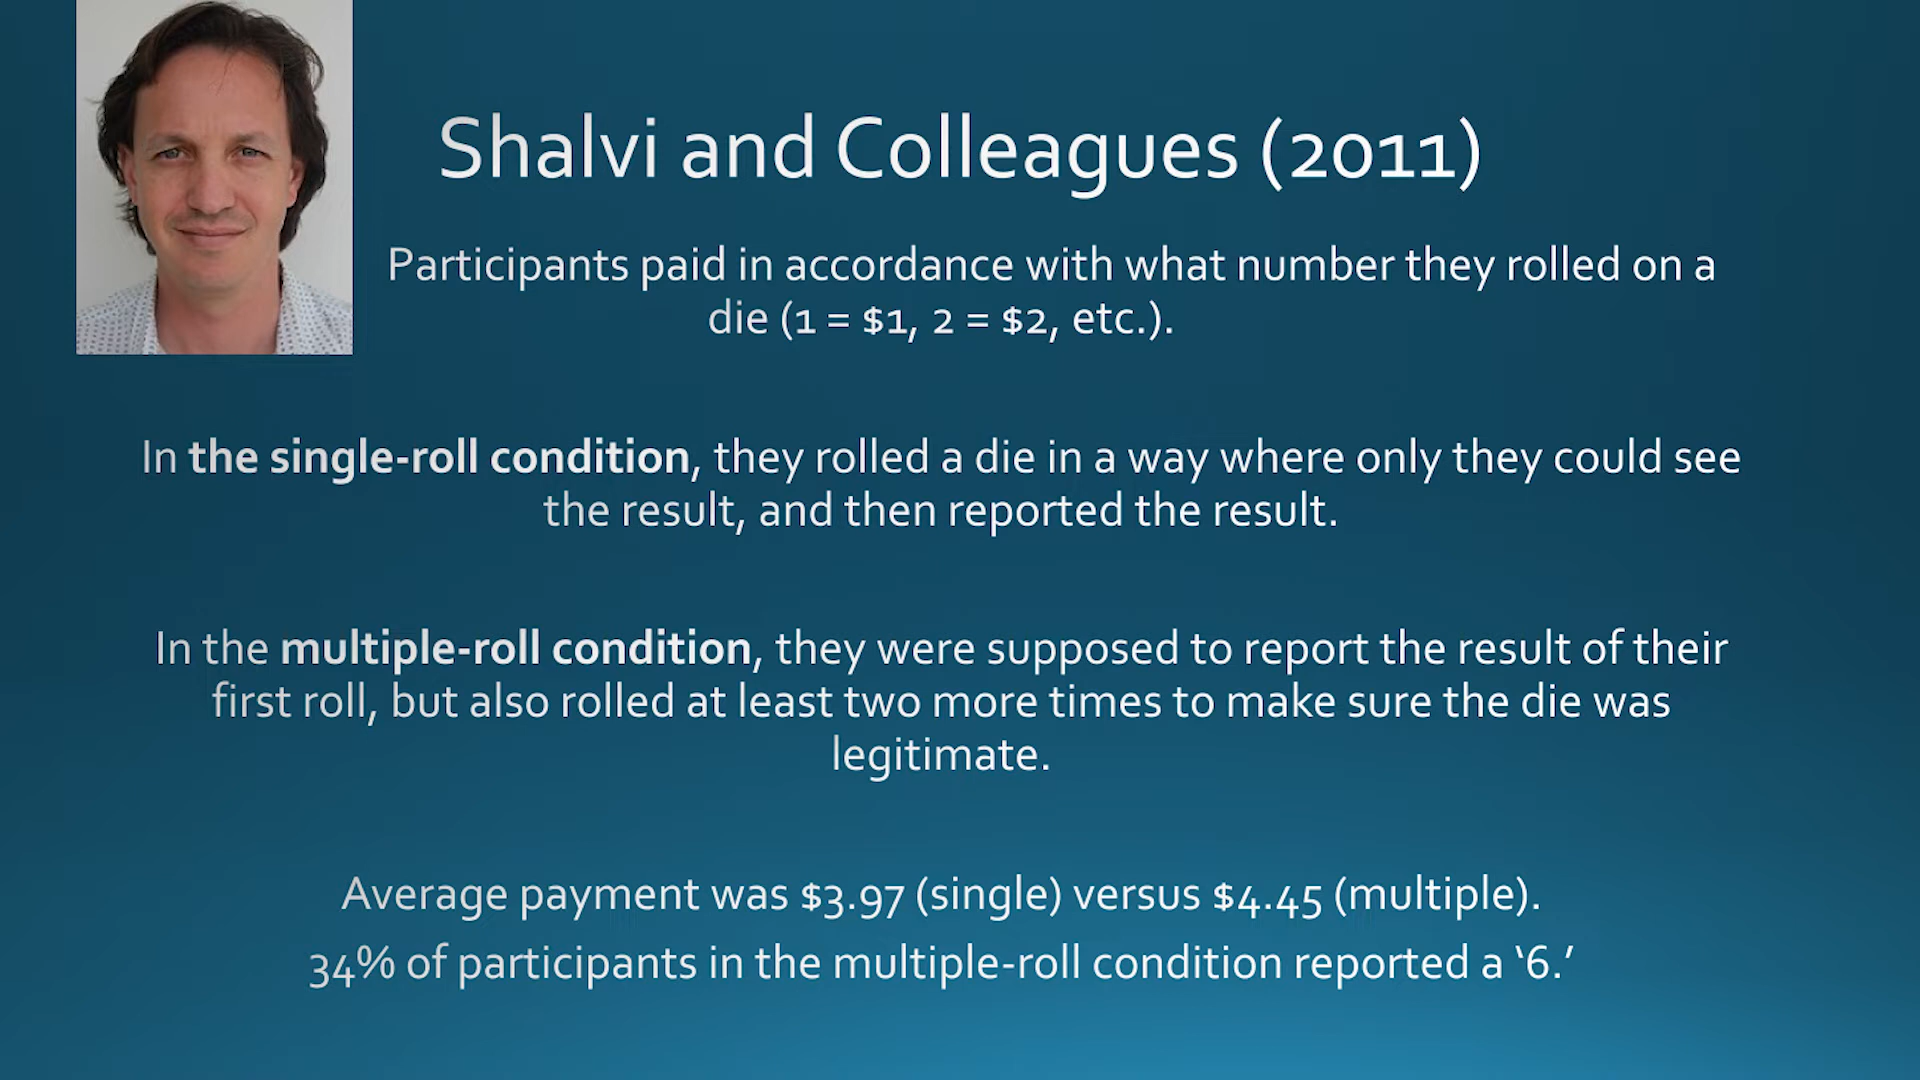 Shalvi and Colleagues (2011)
Participants paid in accordance with what number they rolled on a
die (1 = $1, 2 = $2, etc.).
In the single-roll condition, they rolled a die in a way where only they could see
the result, and then reported the result.
In the multiple-roll condition, they were supposed to report the result of their
first roll, but also rolled at least two more times to make sure the die was
legitimate.
Average payment was $3.97 (single) versus $4.45 (multiple).
34% of participants in the multiple-roll condition reported a ‘6.’